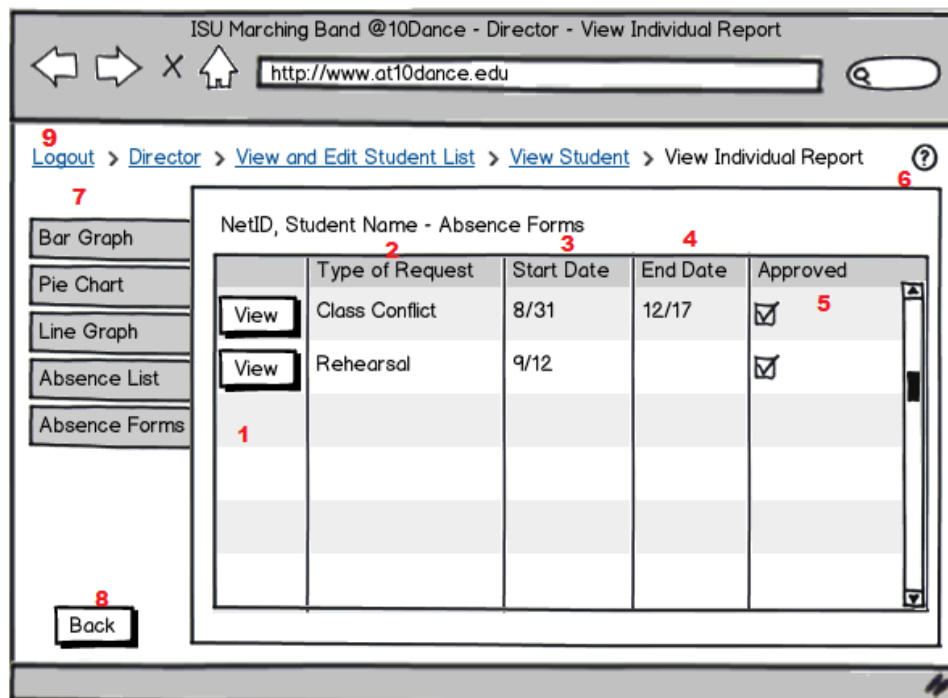 ISU Marching Band @10Dance - Director - View Individual Report
http://www.at10dance.edu
9
Logout > Director > View and Edit Student List > View Student > View Individual Report ?
6
7
NetID, Student Name - Absence Forms
Bar Graph
Pie Chart
Line Graph
Absence List
Absence Forms
2 3 4
Type of Request Start Date End Date Approved
View Class Conflict 8/31 12/17 5
View Rehearsal 9/12
1
8
Back